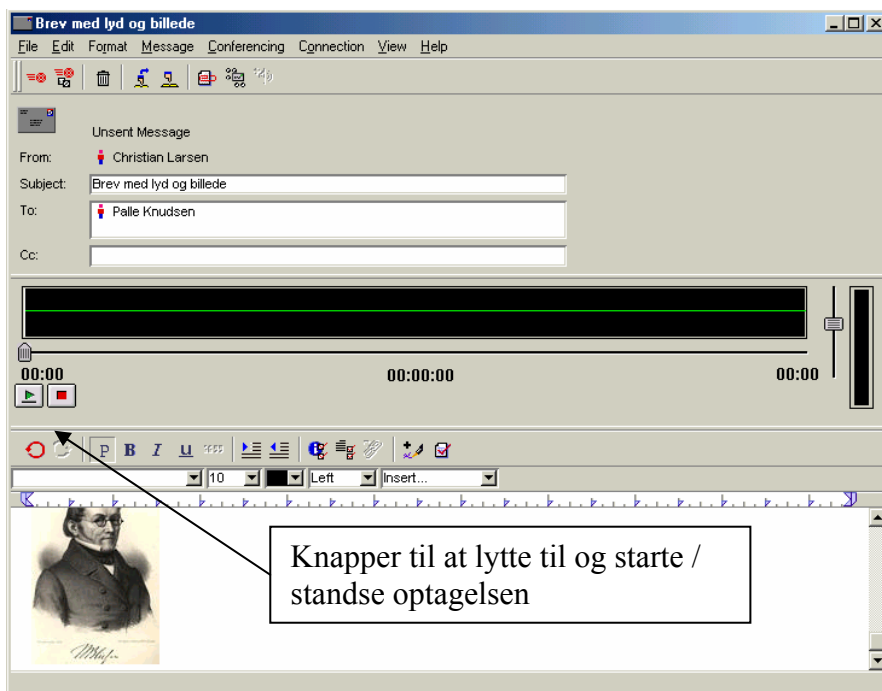 Brev med lyd og billede
File Edit Format Message Conferencing Connection View Help
Unsent Message
From: Christian Larsen
Subject: Brev med lyd og billede
To: Palle Knudsen
Cc:
00:00 00:00:00 00:00
P B I U
10 Left Insert...
Knapper til at lytte til og starte /
standse optagelsen